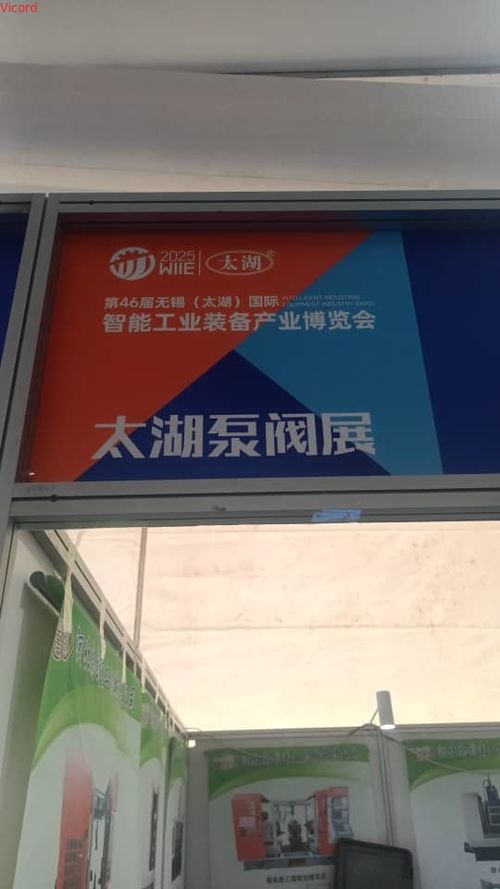 Vicord
2025
WIIE
太湖®
第46届无锡（太湖）国际
INTELLIGENT INDUSTRIAL
EQUIPMENT INDUSTRY EXPO
智能工业装备产业博览会
太湖泵阀展